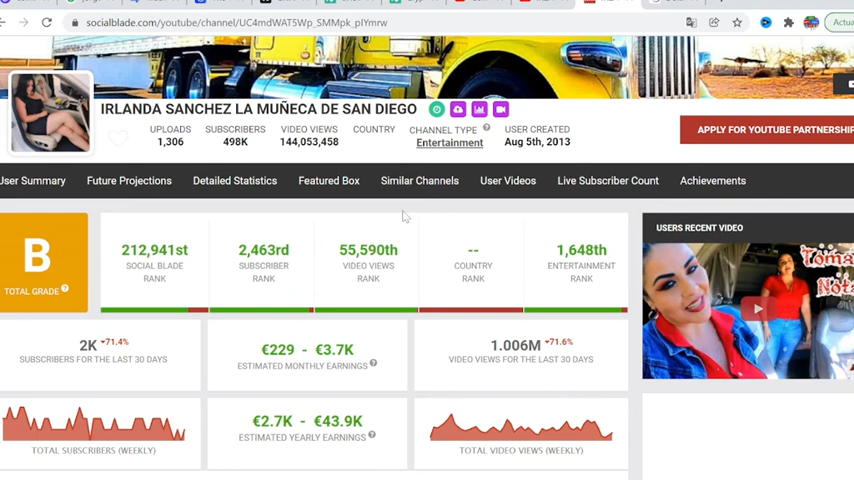 socialblade.com/youtube/channel/UC4mdWAT5Wp_SMMpk_pIYmrw
Actua
IRLANDA SANCHEZ LA MUÑECA DE SAN DIEGO
UPLOADS SUBSCRIBERS VIDEO VIEWS COUNTRY CHANNEL TYPE USER CREATED
1,306 498K 144,053,458 Entertainment Aug 5th, 2013
APPLY FOR YOUTUBE PARTNERSHIP
User Summary Future Projections Detailed Statistics Featured Box Similar Channels User Videos Live Subscriber Count Achievements
B
TOTAL GRADE
212,941st 2,463rd 55,590th -- 1,648th
SOCIAL BLADE SUBSCRIBER VIDEO VIEWS COUNTRY ENTERTAINMENT
RANK RANK RANK RANK RANK
USERS RECENT VIDEO
Toma
Nota
2K 71.4%
SUBSCRIBERS FOR THE LAST 30 DAYS
€229 - €3.7K
ESTIMATED MONTHLY EARNINGS
1.006M 71.6%
VIDEO VIEWS FOR THE LAST 30 DAYS
€2.7K - €43.9K
ESTIMATED YEARLY EARNINGS
TOTAL SUBSCRIBERS (WEEKLY)
TOTAL VIDEO VIEWS (WEEKLY)